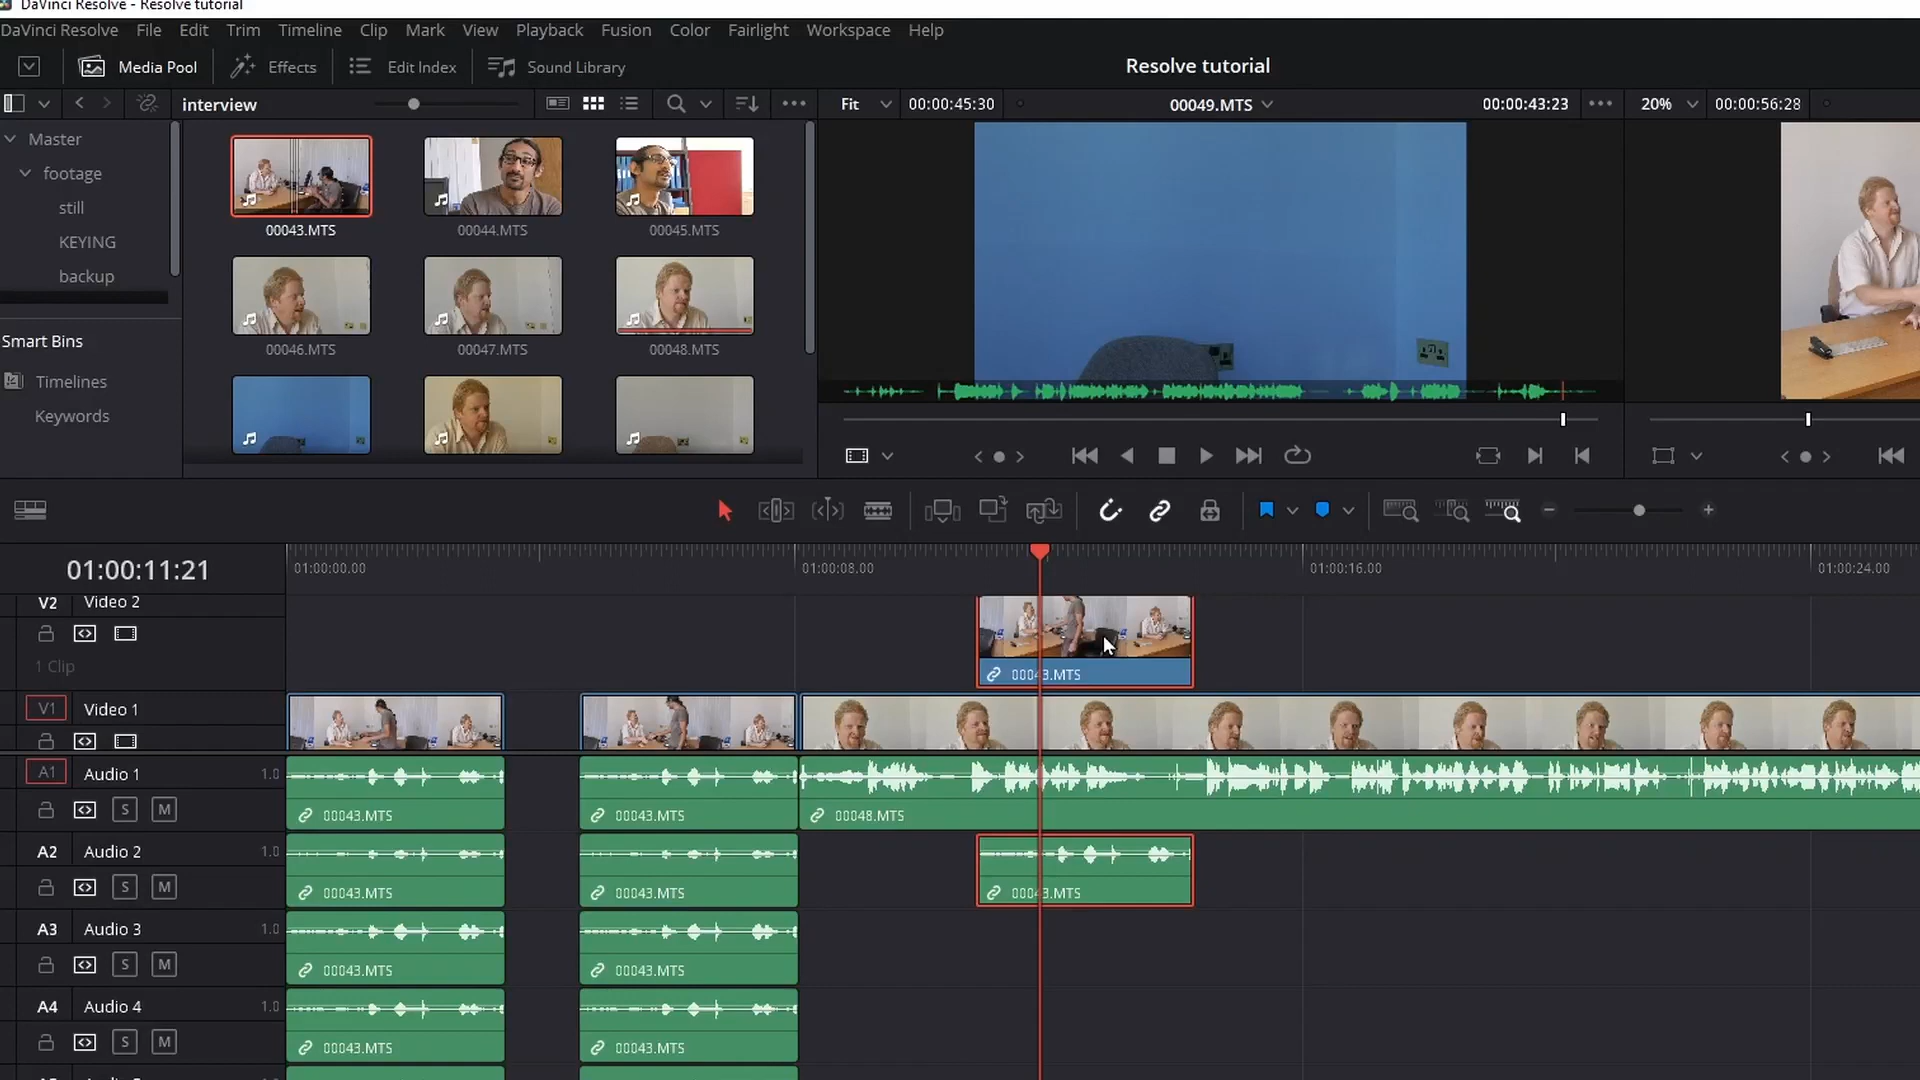 DaVinci Resolve - Resolve tutorial
DaVinci Resolve File Edit Trim Timeline Clip Mark View Playback Fusion Color Fairlight Workspace Help
Media Pool Effects Edit Index Sound Library Resolve tutorial
interview Fit 00:00:45:30 00049.MTS 00:00:43:23 20% 00:00:56:28
Master
footage
still
KEYING
backup
Smart Bins
Timelines
Keywords
00043.MTS 00044.MTS 00045.MTS
00046.MTS 00047.MTS 00048.MTS
01:00:11:21
01:00:00.00 01:00:08.00 01:00:16.00 01:00:24.00
V2 Video 2
1 Clip
00043.MTS
V1 Video 1
A1 Audio 1 1.0
S M
00043.MTS 00043.MTS 00048.MTS
A2 Audio 2 1.0
S M
00043.MTS 00043.MTS 00043.MTS
A3 Audio 3 1.0
S M
00043.MTS 00043.MTS
A4 Audio 4 1.0
S M
00043.MTS 00043.MTS